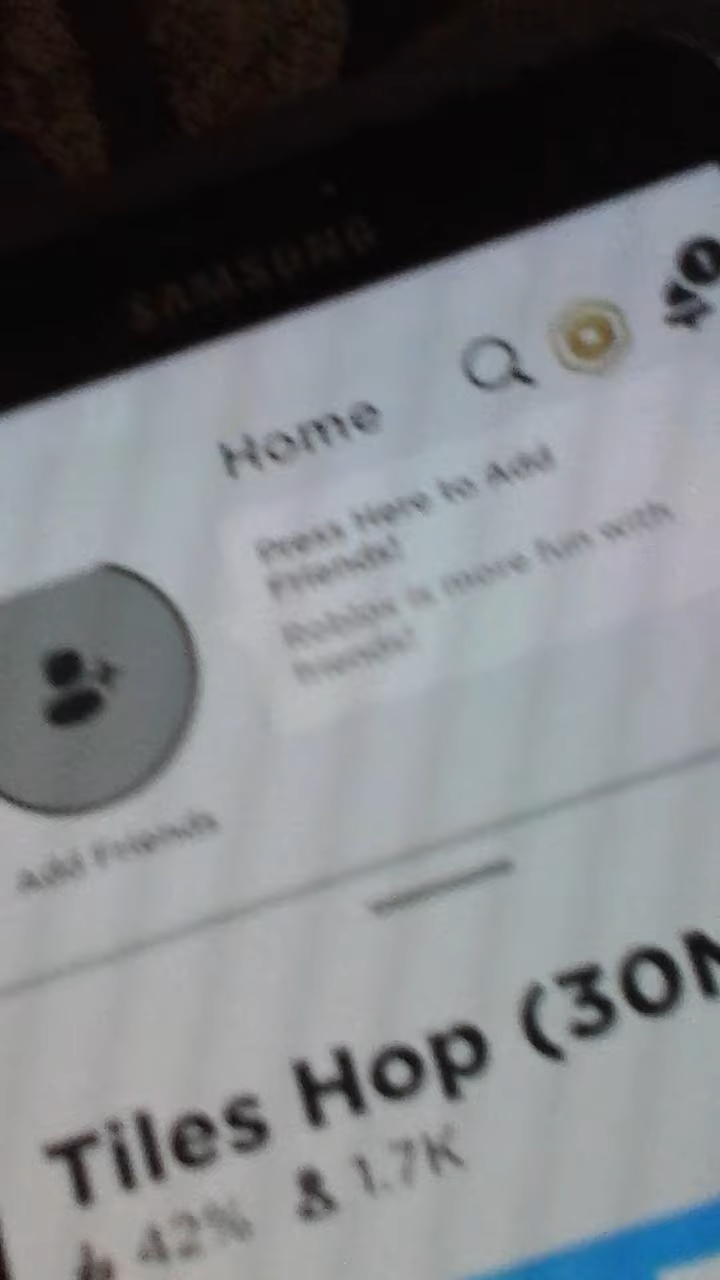 SAMSUNG
Home
Press Here to Add
Friends!
Roblox is more fun with
friends!
Add Friends
Tiles Hop (30
42% 1.7K